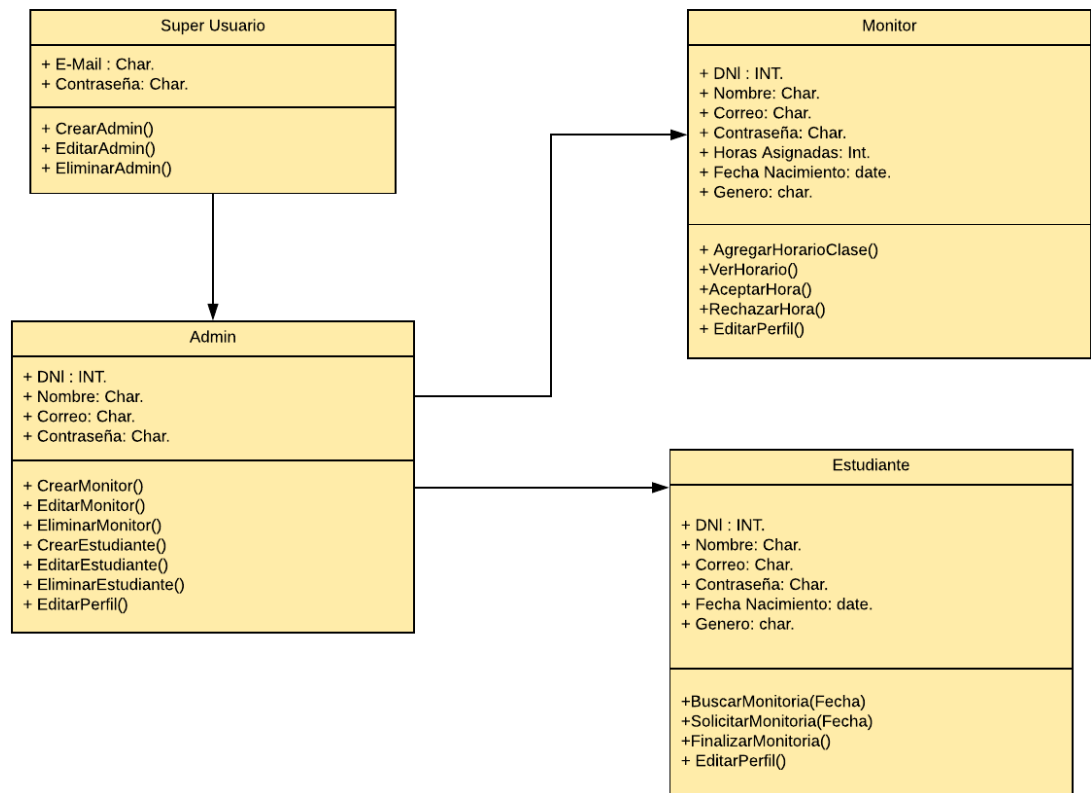 Super Usuario
+ E-Mail : Char.
+ Contraseña: Char.
+ CrearAdmin()
+ EditarAdmin()
+ EliminarAdmin()
Monitor
+ DNI : INT.
+ Nombre: Char.
+ Correo: Char.
+ Contraseña: Char.
+ Horas Asignadas: Int.
+ Fecha Nacimiento: date.
+ Genero: char.
+ AgregarHorarioClase()
+VerHorario()
+AceptarHora()
+RechazarHora()
+ EditarPerfil()
Admin
+ DNI : INT.
+ Nombre: Char.
+ Correo: Char.
+ Contraseña: Char.
+ CrearMonitor()
+ EditarMonitor()
+ EliminarMonitor()
+ CrearEstudiante()
+ EditarEstudiante()
+ EliminarEstudiante()
+ EditarPerfil()
Estudiante
+ DNI : INT.
+ Nombre: Char.
+ Correo: Char.
+ Contraseña: Char.
+ Fecha Nacimiento: date.
+ Genero: char.
+BuscarMonitoria(Fecha)
+SolicitarMonitoria(Fecha)
+FinalizarMonitoria()
+ EditarPerfil()